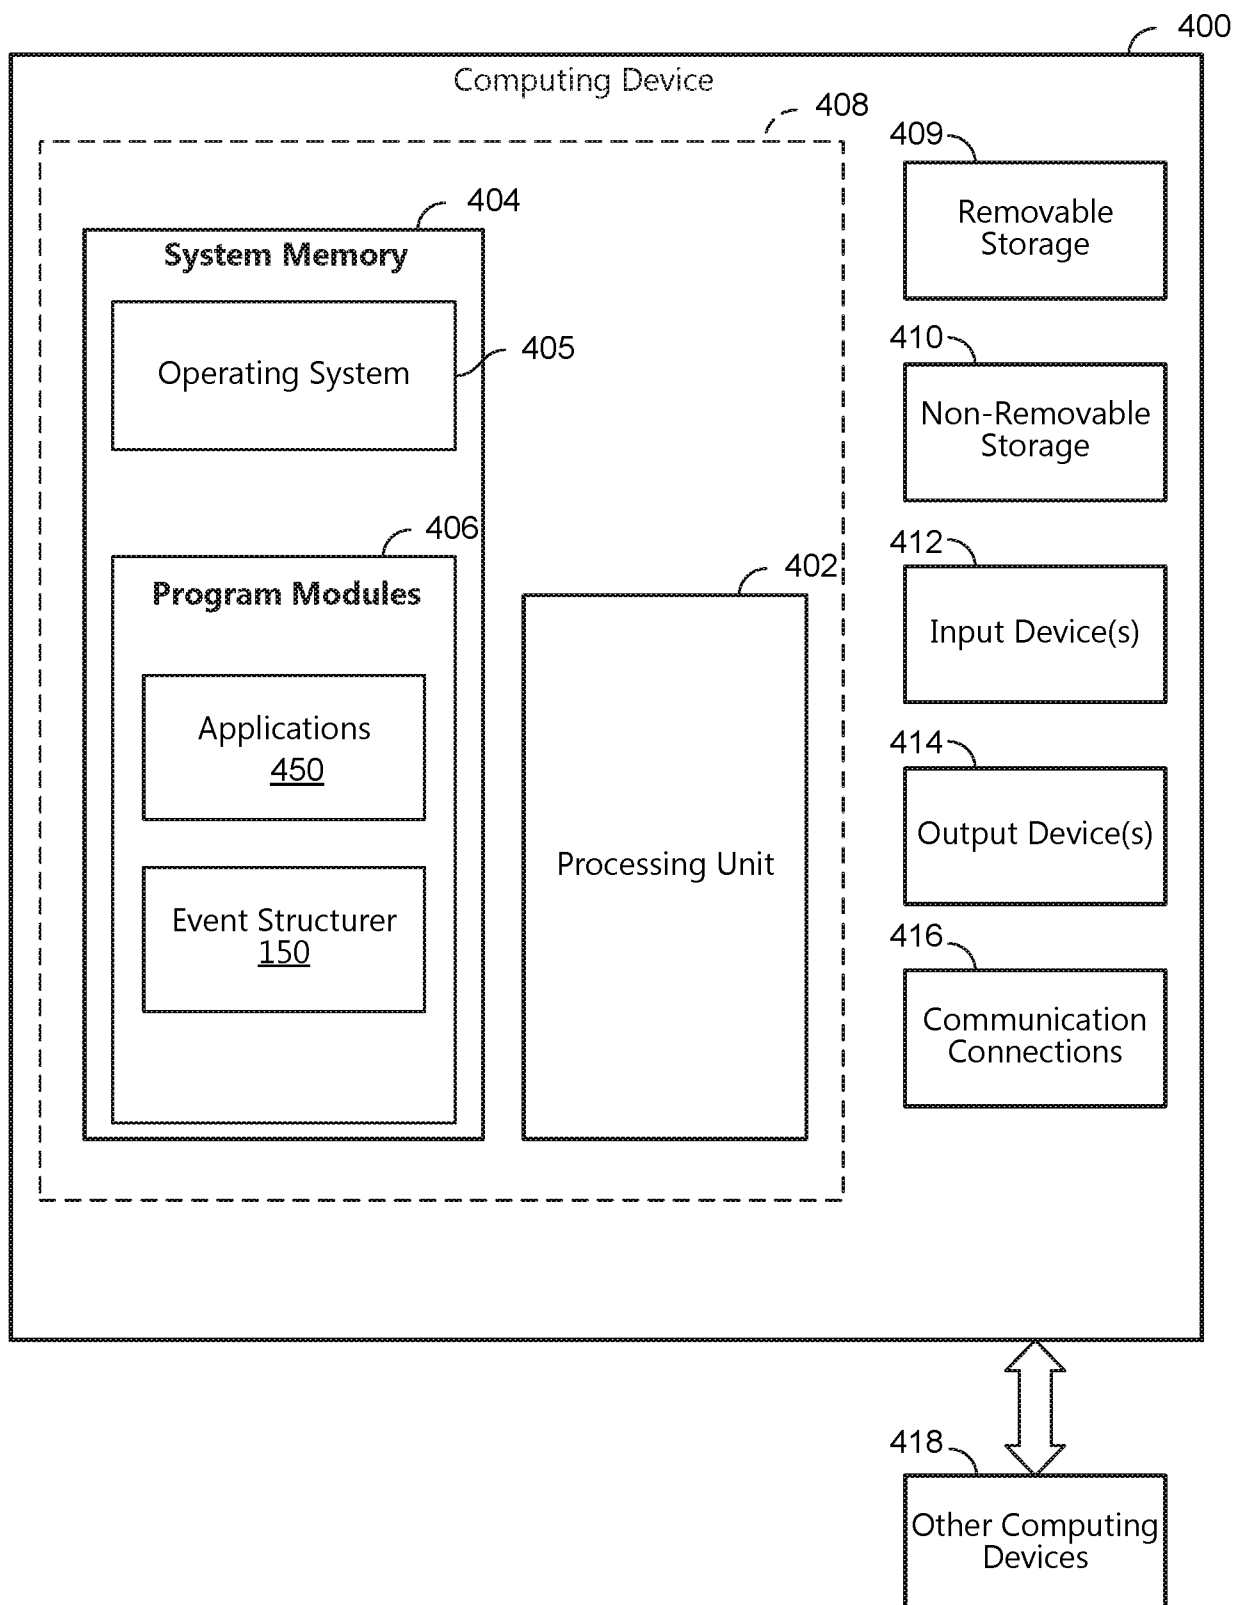 400
Computing Device
408
409
Removable
Storage
404
System Memory
Operating System
405
410
Non-Removable
Storage
406
Program Modules
Applications
450
Event Structurer
150
402
Processing Unit
412
Input Device(s)
414
Output Device(s)
416
Communication
Connections
418
Other Computing
Devices